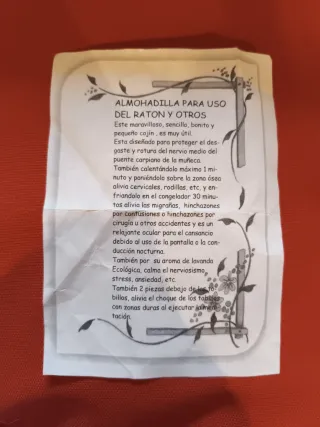 ALMOHADILLA PARA USO
DEL RATON Y OTROS
Este maravilloso, sencillo, bonito y
pequeño cojín , es muy útil.
Esta diseñado para proteger el des-
gaste y rotura del nervio medio del
puente carpiano de la muñeca.
También calentándola máximo 1 mi-
nuto y poniéndola sobre la zona ósea
alivia cervicales, rodillas, etc, y en-
friandola en el congelador 30 minu-
tos alivia las migrañas, hinchazones
por contusiones o hinchazones por
cirugía u otros accidentes y es un
relajante ocular para el cansancio
debido al uso de la pantalla o la con-
ducción nocturna.
También por su aroma de lavanda
Ecológica, calma el nerviosismo,
stress, ansiedad, etc.
También 2 piezas debajo de los to-
billos, alivia el choque de los tobillos
con zonas duras al ejecutar la medi-
tación.